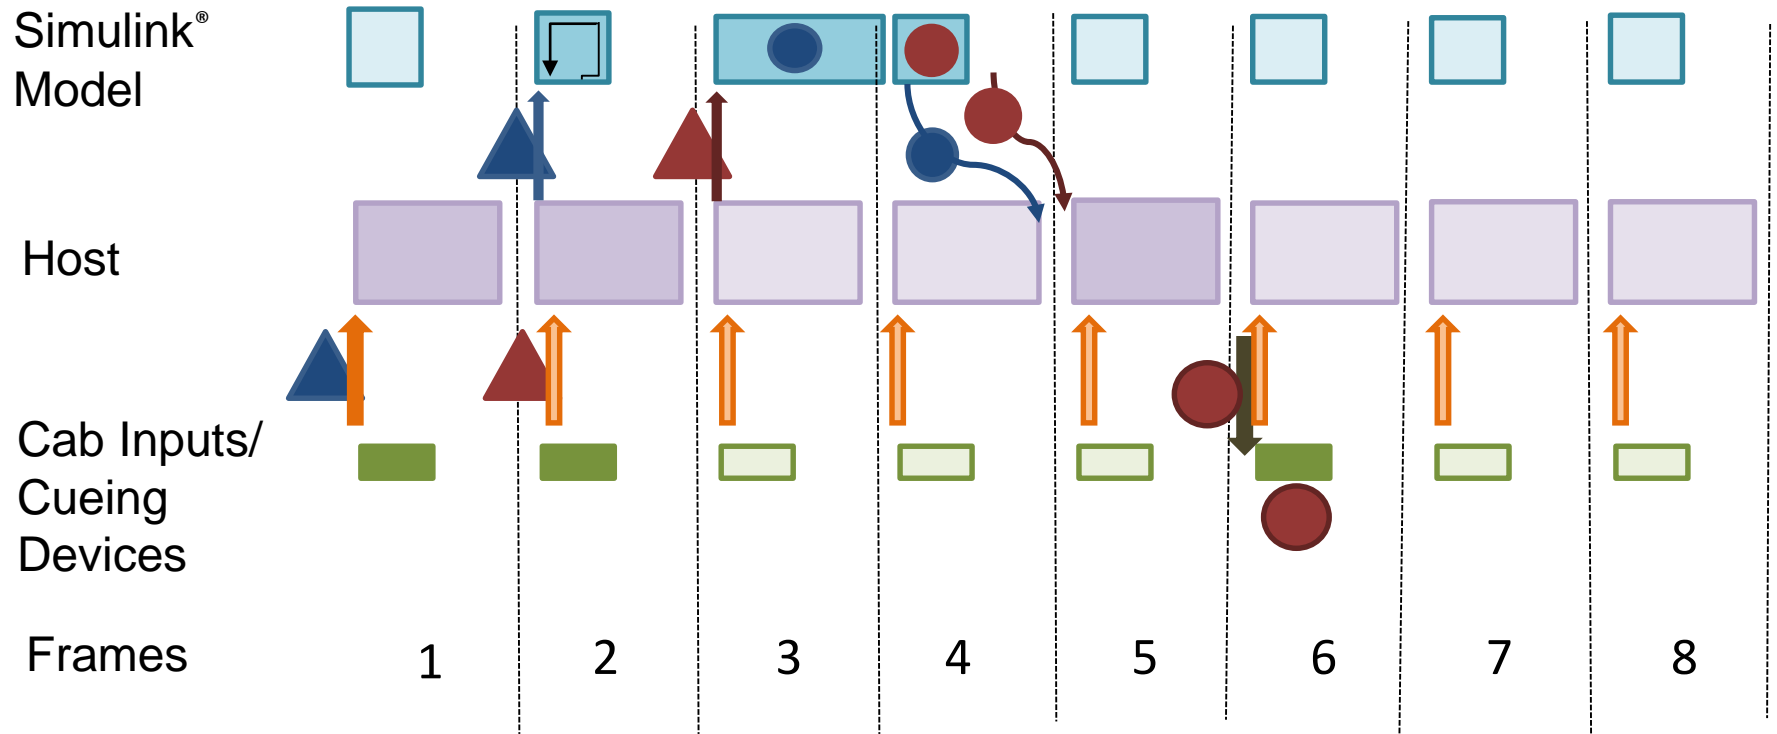 Simulink®
Model
Host
Cab Inputs/
Cueing
Devices
Frames 1 2 3 4 5 6 7 8